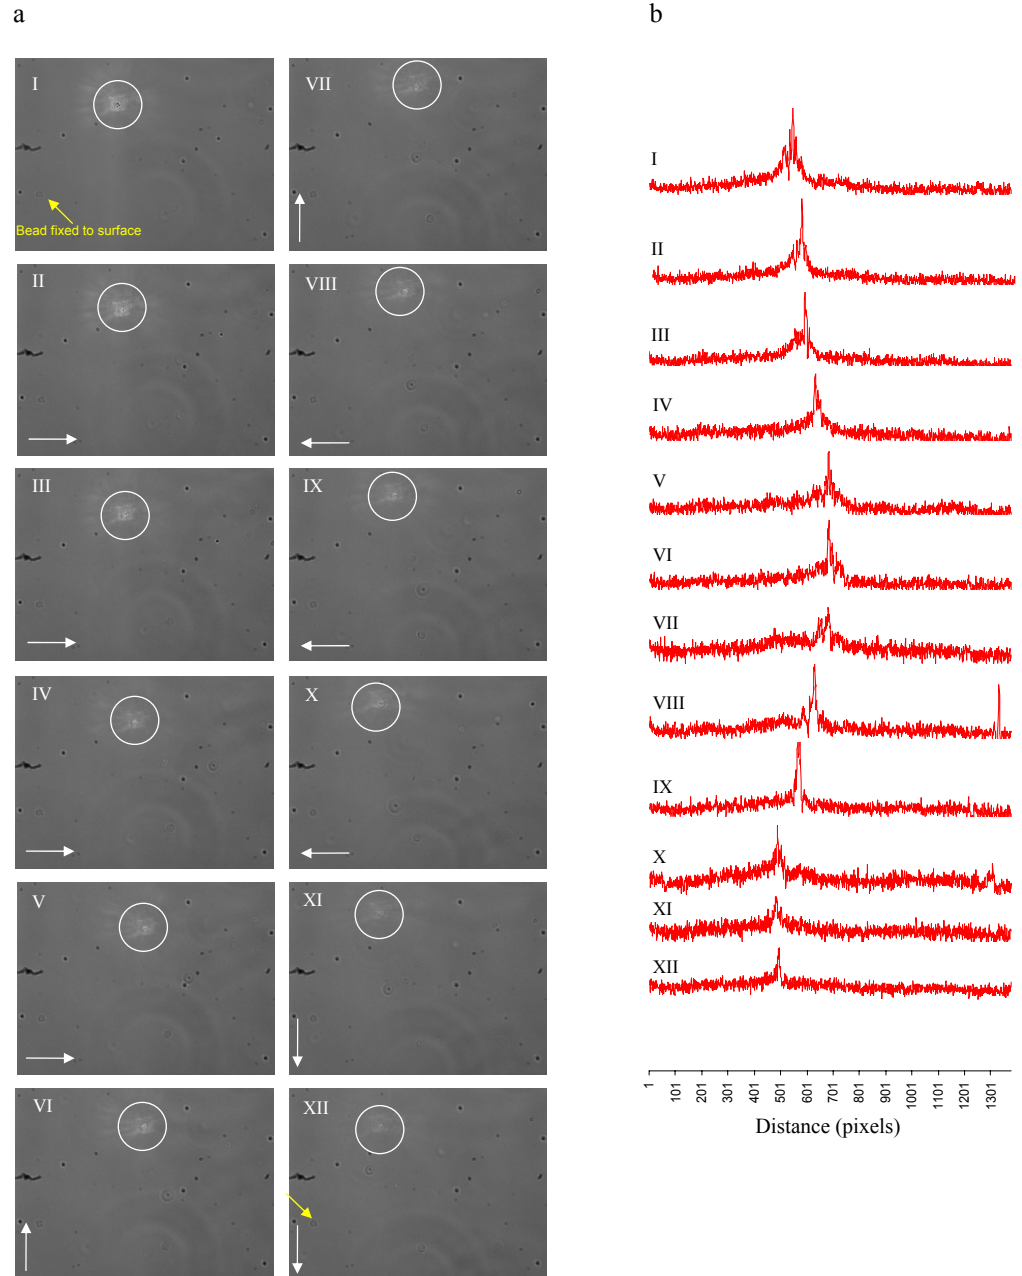 a
I
Bead fixed to surface
II
III
IV
V
VI
VII
VIII
IX
X
XI
XII
b
I
II
III
IV
V
VI
VII
VIII
IX
X
XI
XII
1 101 201 301 401 501 601 701 801 901 1001 1101 1201 1301
Distance (pixels)